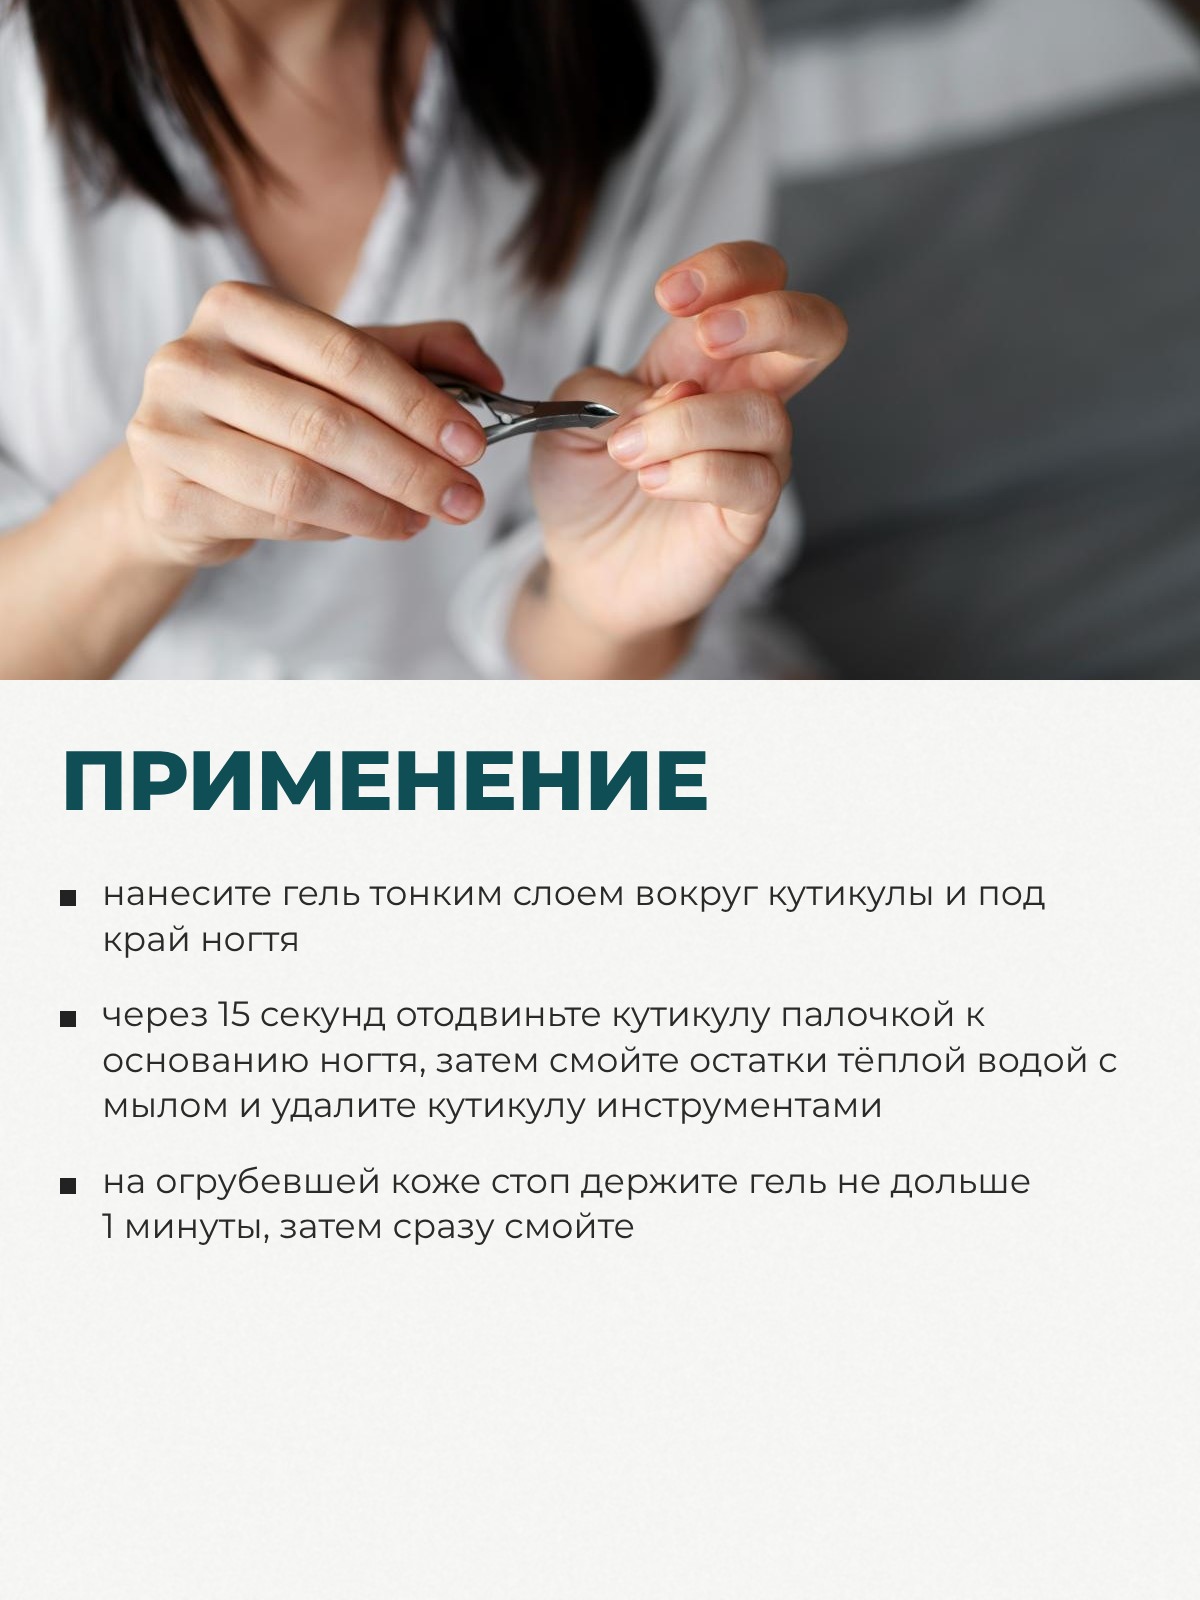 ПРИМЕНЕНИЕ
нанесите гель тонким слоем вокруг кутикулы и под
край ногтя
через 15 секунд отодвиньте кутикулу палочкой к
основанию ногтя, затем смойте остатки тёплой водой с
мылом и удалите кутикулу инструментами
на огрубевшей коже стоп держите гель не дольше
1 минуты, затем сразу смойте